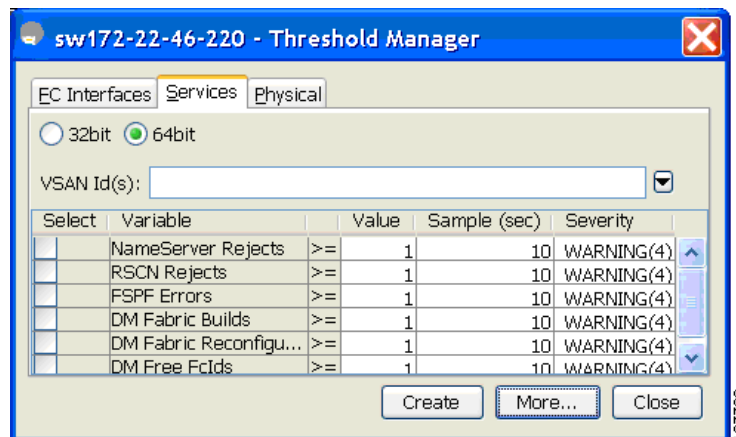 sw172-22-46-220 - Threshold Manager
FC Interfaces Services Physical
32bit 64bit
VSAN Id(s):
Select Variable Value Sample (sec) Severity
NameServer Rejects >= 1 10 WARNING(4)
RSCN Rejects >= 1 10 WARNING(4)
FSPF Errors >= 1 10 WARNING(4)
DM Fabric Builds >= 1 10 WARNING(4)
DM Fabric Reconfigu... >= 1 10 WARNING(4)
DM Free FcIds >= 1 10 WARNING(4)
Create More... Close